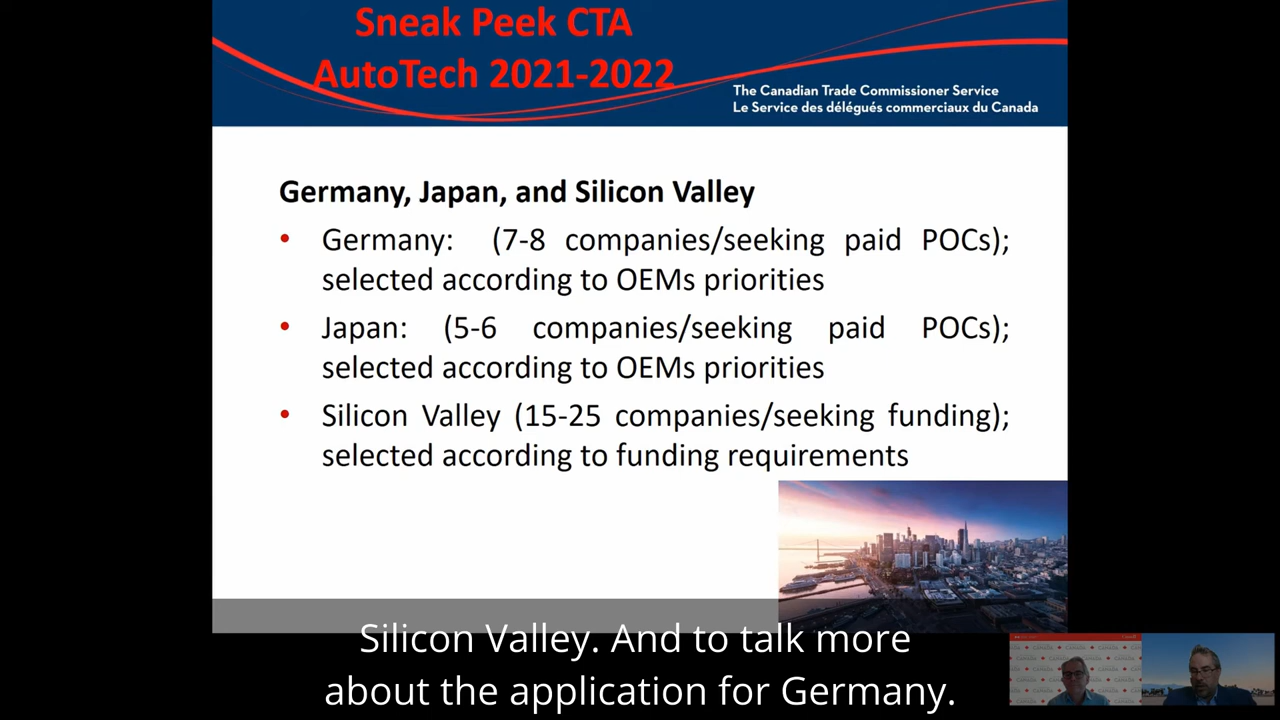 Sneak Peek CTA
AutoTech 2021-2022
The Canadian Trade Commissioner Service
Le Service des délégués commerciaux du Canada
Germany, Japan, and Silicon Valley
• Germany: (7-8 companies/seeking paid POCs);
selected according to OEMs priorities
• Japan: (5-6 companies/seeking paid POCs);
selected according to OEMs priorities
• Silicon Valley (15-25 companies/seeking funding);
selected according to funding requirements
Silicon Valley. And to talk more
about the application for Germany.